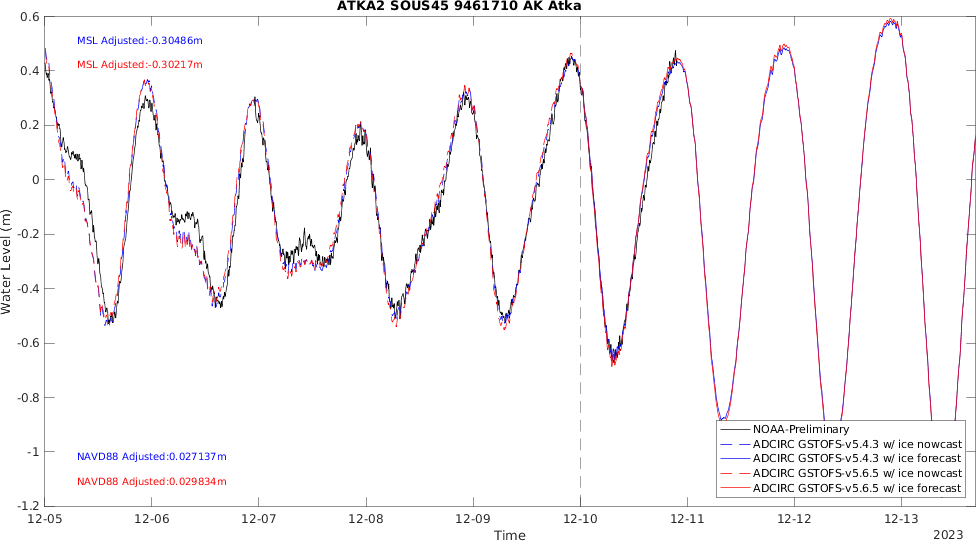 ATKA2 SOUS45 9461710 AK Atka
0.6
0.4
0.2
0
-0.2
-0.4
-0.6
-0.8
-1
-1.2
Water Level (m)
MSL Adjusted:-0.30486m
MSL Adjusted:-0.30217m
NAVD88 Adjusted:0.027137m
NAVD88 Adjusted:0.029834m
NOAA-Preliminary
ADCIRC GSTOFS-v5.4.3 w/ ice nowcast
ADCIRC GSTOFS-v5.4.3 w/ ice forecast
ADCIRC GSTOFS-v5.6.5 w/ ice nowcast
ADCIRC GSTOFS-v5.6.5 w/ ice forecast
12-05 12-06 12-07 12-08 12-09 12-10 12-11 12-12 12-13
Time
2023